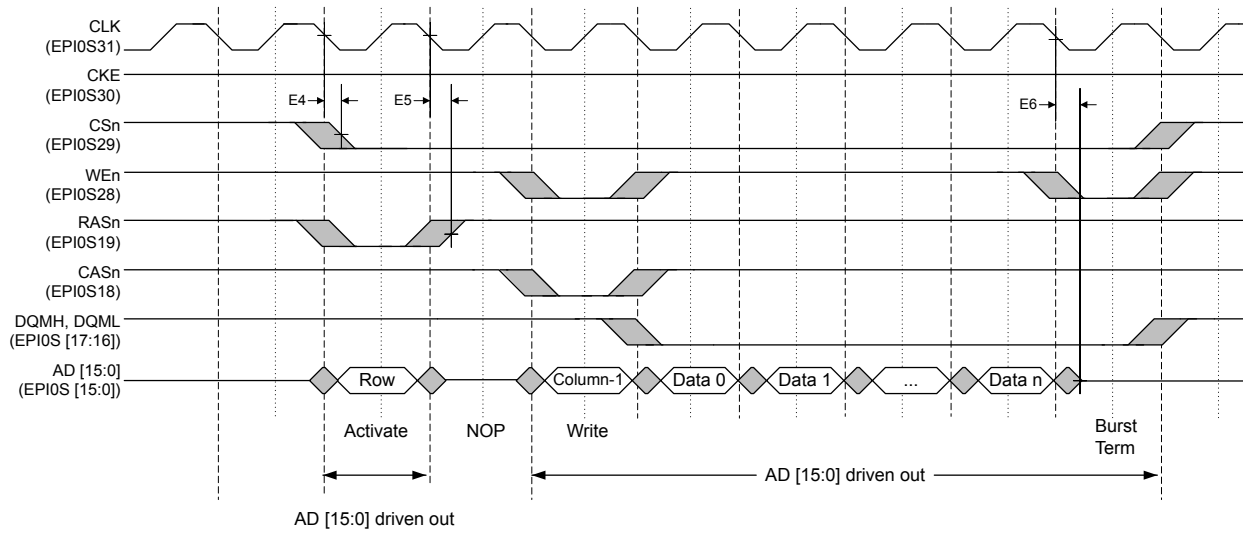 CLK
(EPI0S31)
CKE
(EPI0S30)
E4
E5
E6
CSn
(EPI0S29)
WEn
(EPI0S28)
RASn
(EPI0S19)
CASn
(EPI0S18)
DQMH, DQML
(EPI0S [17:16])
AD [15:0]
(EPI0S [15:0])
Row
Column-1
Data 0
Data 1
...
Data n
Activate
NOP
Write
Burst
Term
AD [15:0] driven out
AD [15:0] driven out